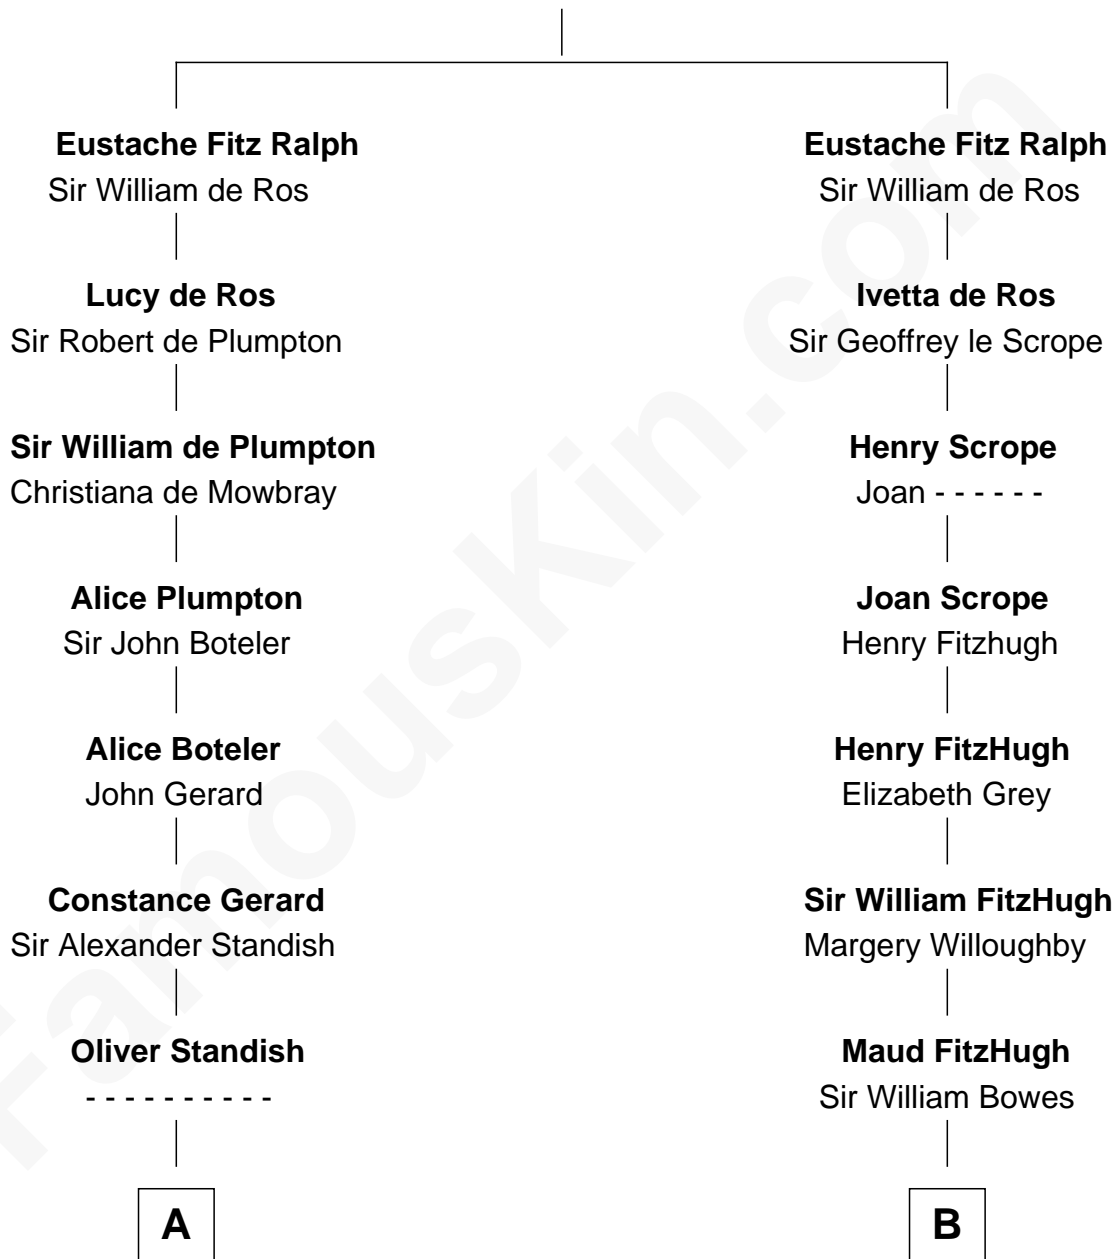 Eustache Fitz Ralph
Sir William de Ros
Lucy de Ros
Sir Robert de Plumpton
Sir William de Plumpton
Christiana de Mowbray
Alice Plumpton
Sir John Boteler
Alice Boteler
John Gerard
Constance Gerard
Sir Alexander Standish
Oliver Standish
- - - - - - - - - -
A
Eustache Fitz Ralph
Sir William de Ros
Ivetta de Ros
Sir Geoffrey le Scrope
Henry Scrope
Joan - - - - - -
Joan Scrope
Henry Fitzhugh
Henry FitzHugh
Elizabeth Grey
Sir William FitzHugh
Margery Willoughby
Maud FitzHugh
Sir William Bowes
B
FamousKin.com